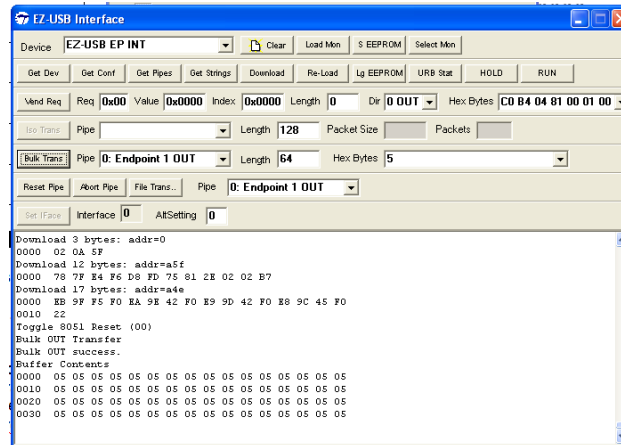 EZ-USB Interface
Device EZ-USB EP INT Clear Load Mon S EEPROM Select Mon
Get Dev Get Conf Get Pipes Get Strings Download Re-Load Lg EEPROM URB Stat HOLD RUN
Vend Req Req 0x00 Value 0x0000 Index 0x0000 Length 0 Dir 0 OUT Hex Bytes C0 B4 04 81 00 01 00
Iso Trans Pipe Length 128 Packet Size Packets
Bulk Trans Pipe 0: Endpoint 1 OUT Length 64 Hex Bytes 5
Reset Pipe Abort Pipe File Trans.. Pipe 0: Endpoint 1 OUT
Set IFace Interface 0 AltSetting 0
Download 3 bytes: addr=0
0000 02 0A 5F
Download 12 bytes: addr=a5f
0000 78 7F E4 F6 D8 FD 75 81 2E 02 02 B7
Download 17 bytes: addr=a4e
0000 EB 9F F5 F0 EA 9E 42 F0 E9 9D 42 F0 E8 9C 45 F0
0010 22
Toggle 8051 Reset (00)
Bulk OUT Transfer
Bulk OUT success.
Buffer Contents
0000 05 05 05 05 05 05 05 05 05 05 05 05 05 05 05 05
0010 05 05 05 05 05 05 05 05 05 05 05 05 05 05 05 05
0020 05 05 05 05 05 05 05 05 05 05 05 05 05 05 05 05
0030 05 05 05 05 05 05 05 05 05 05 05 05 05 05 05 05